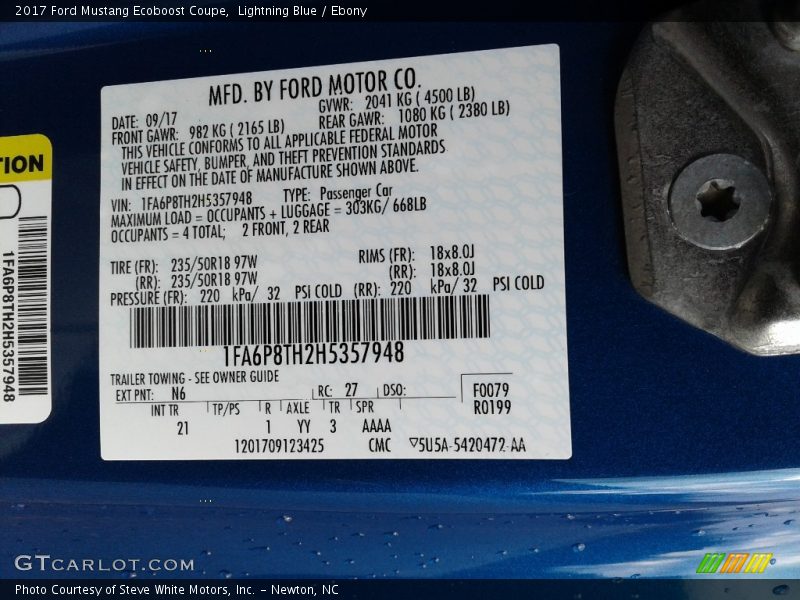 2017 Ford Mustang Ecoboost Coupe,  Lightning Blue / Ebony
TION
1FA6P8TH2H5357948
MFD. BY FORD MOTOR CO.
DATE: 09/17
GVWR: 2041 KG ( 4500 LB)
FRONT GAWR: 982 KG ( 2165 LB)
REAR GAWR: 1080 KG ( 2380 LB)
THIS VEHICLE CONFORMS TO ALL APPLICABLE FEDERAL MOTOR
VEHICLE SAFETY, BUMPER, AND THEFT PREVENTION STANDARDS
IN EFFECT ON THE DATE OF MANUFACTURE SHOWN ABOVE.
VIN: 1FA6P8TH2H5357948 TYPE: Passenger Car
MAXIMUM LOAD = OCCUPANTS + LUGGAGE = 303KG/ 668LB
OCCUPANTS = 4 TOTAL; 2 FRONT, 2 REAR
TIRE (FR): 235/50R18 97W RIMS (FR): 18x8.0J
(RR): 235/50R18 97W (RR): 18x8.0J
PRESSURE (FR): 220 kPa/ 32 PSI COLD (RR): 220 kPa/ 32 PSI COLD
1FA6P8TH2H5357948
TRAILER TOWING - SEE OWNER GUIDE
EXT PNT: N6 RC: 27 DSO: F0079
INT TR TP/PS R AXLE TR SPR R0199
21 1 YY 3 AAAA
1201709123425 CMC ▽5U5A-5420472-AA
GTCARLOT.COM
Photo Courtesy of Steve White Motors, Inc. – Newton, NC